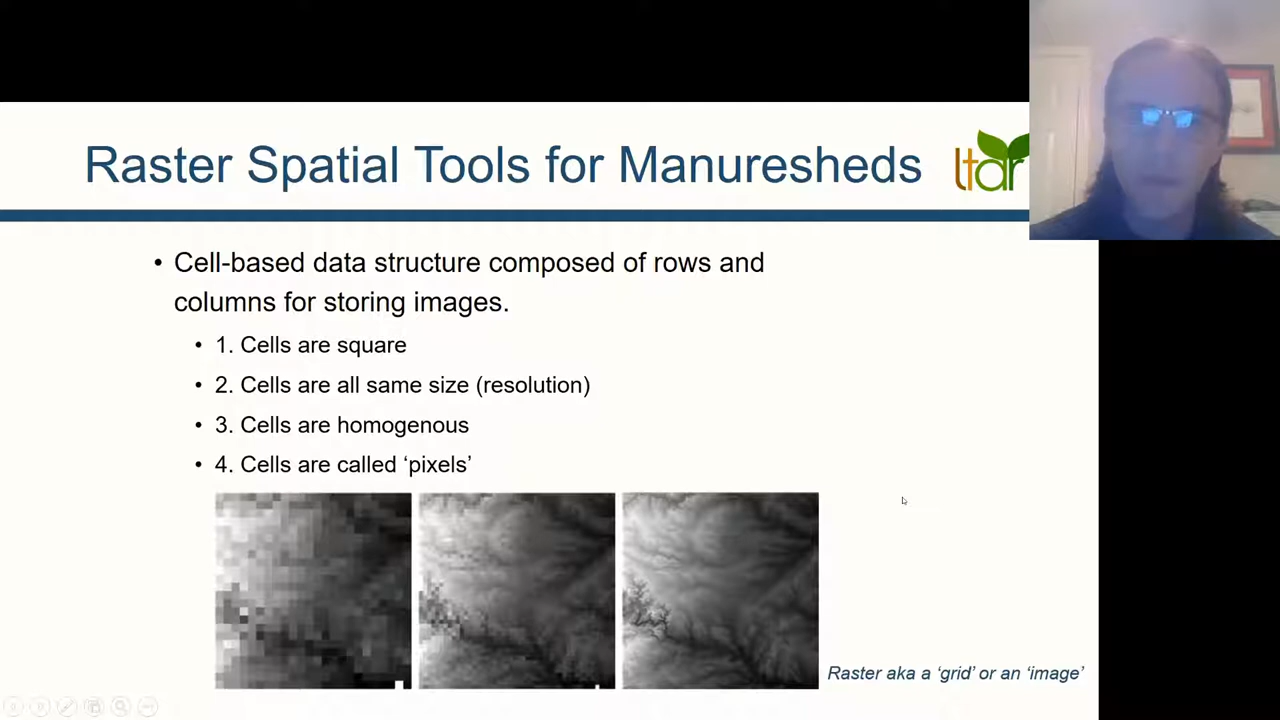 Raster Spatial Tools for Manuresheds
ltar
• Cell-based data structure composed of rows and
columns for storing images.
• 1. Cells are square
• 2. Cells are all same size (resolution)
• 3. Cells are homogenous
• 4. Cells are called ‘pixels’
Raster aka a ‘grid’ or an ‘image’